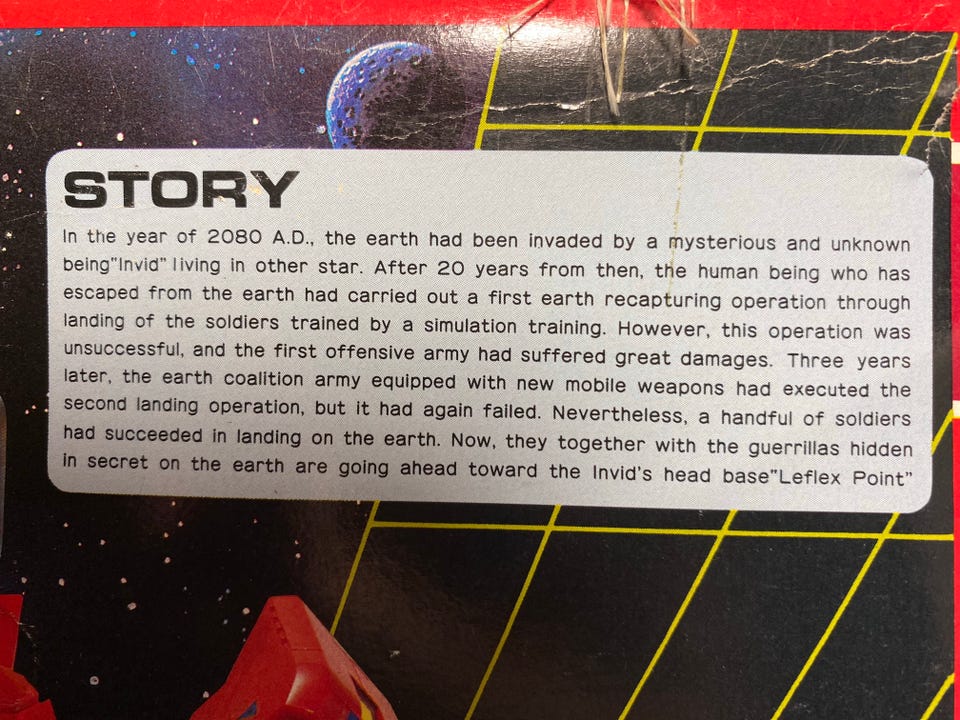 STORY
In the year of 2080 A.D., the earth had been invaded by a mysterious and unknown
being"Invid" living in other star. After 20 years from then, the human being who has
escaped from the earth had carried out a first earth recapturing operation through
landing of the soldiers trained by a simulation training. However, this operation was
unsuccessful, and the first offensive army had suffered great damages. Three years
later, the earth coalition army equipped with new mobile weapons had executed the
second landing operation, but it had again failed. Nevertheless, a handful of soldiers
had succeeded in landing on the earth. Now, they together with the guerrillas hidden
in secret on the earth are going ahead toward the Invid's head base"Leflex Point"